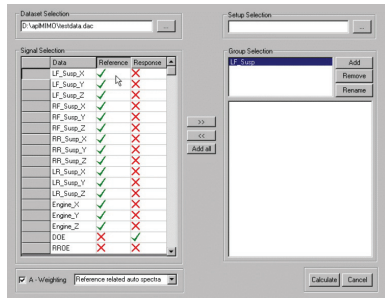 Dataset Selection
D:\aplMIMO\testdata.dac
...
Setup Selection
...
Signal Selection
Data Reference Response
LF_Susp_X
LF_Susp_Y
LF_Susp_Z
RF_Susp_X
RF_Susp_Y
RF_Susp_Z
RR_Susp_X
RR_Susp_Y
RR_Susp_Z
LR_Susp_X
LR_Susp_Y
LR_Susp_Z
Engine_X
Engine_Y
Engine_Z
DOE
RROE
>>
<<
Add all
Group Selection
LF_Susp
Add
Remove
Rename
A - Weighting
Reference related auto spectra
Calculate
Cancel